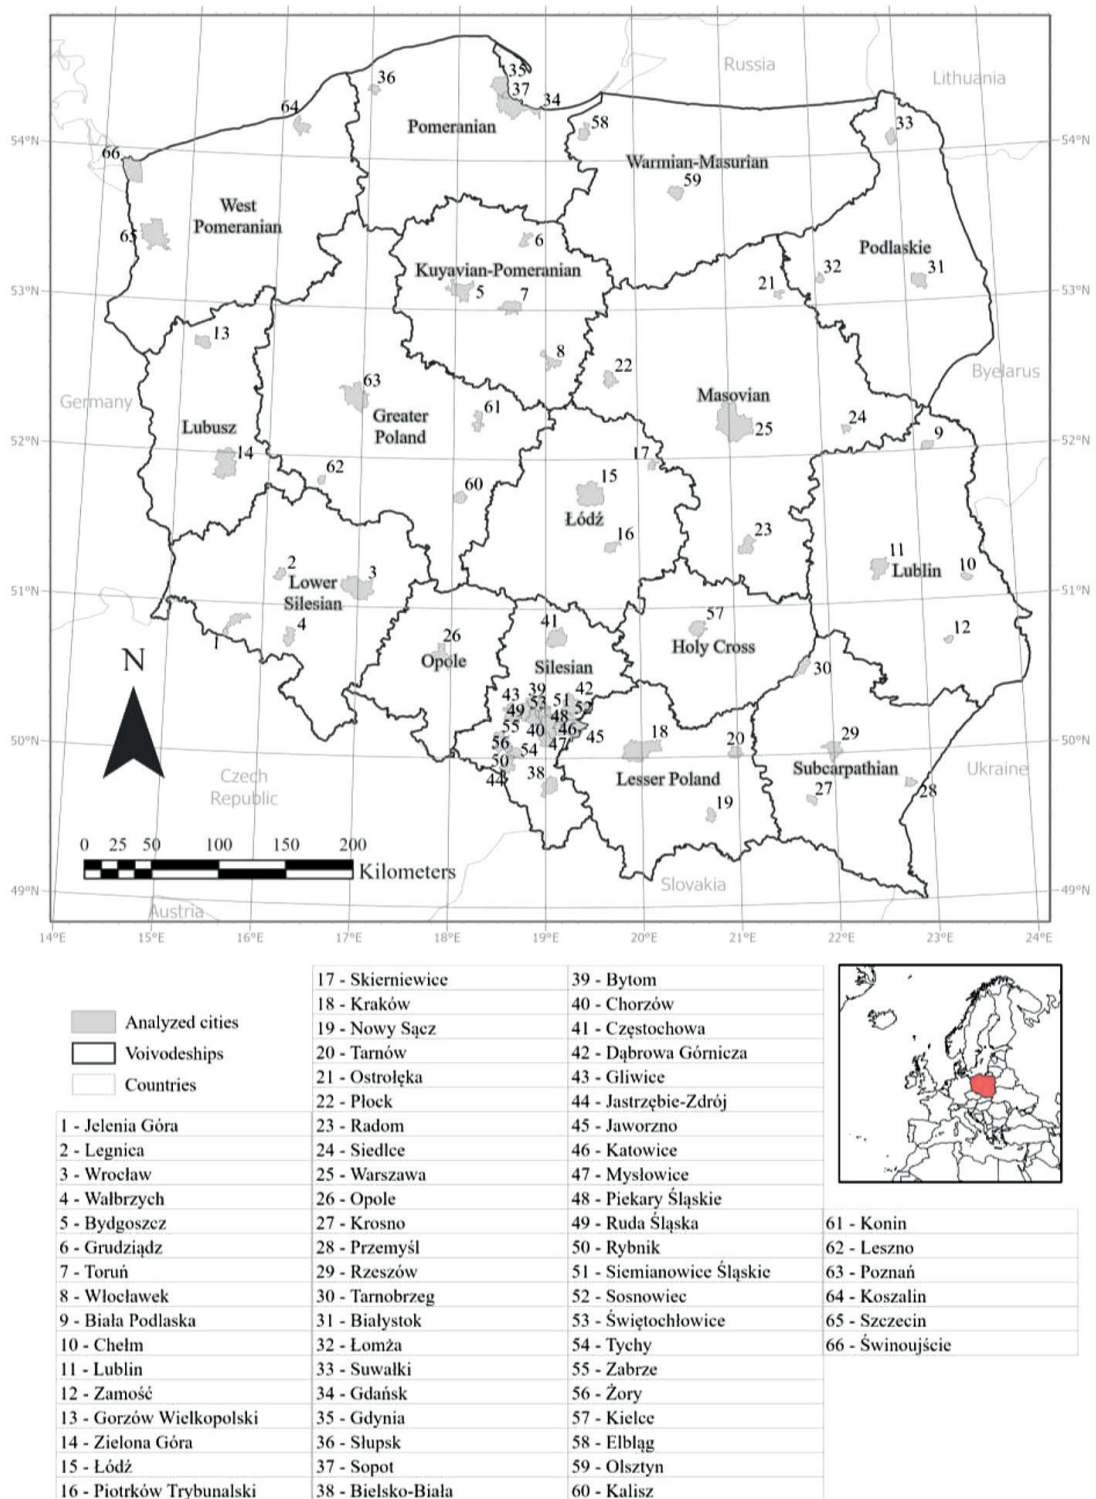 Russia
Lithuania
35
36
37
34
64
Pomeranian
58
33
54°N
54°N
66
Warmian-Masurian
59
West
Pomeranian
65
6
Podlaskie
Kuyavian-Pomeranian
32
31
53°N
5
7
21
53°N
13
8
22
63
Byelarus
Masovian
Germany
61
Greater
Poland
24
Lubusz
25
9
52°N
52°N
14
17
62
15
60
Łódź
23
16
11
2
Lower
Silesian
3
Lublin
10
51°N
51°N
57
41
4
1
26
Holy Cross
12
N
Opole
Silesian
30
43
39
42
53
51
49
52
48
55
40
46
45
18
20
29
56
54
47
50°N
50°N
50
38
44
Lesser Poland
Subcarpathian
Ukraine
Czech
Republic
27
28
19
0 25 50 100 150 200
Kilometers
Slovakia
49°N
49°N
Austria
14°E 15°E 16°E 17°E 18°E 19°E 20°E 21°E 22°E 23°E 24°E
Analyzed cities
Voivodeships
Countries
1 - Jelenia Góra
2 - Legnica
3 - Wrocław
4 - Wałbrzych
5 - Bydgoszcz
6 - Grudziądz
7 - Toruń
8 - Włocławek
9 - Biała Podlaska
10 - Chełm
11 - Lublin
12 - Zamość
13 - Gorzów Wielkopolski
14 - Zielona Góra
15 - Łódź
16 - Piotrków Trybunalski
17 - Skierniewice
18 - Kraków
19 - Nowy Sącz
20 - Tarnów
21 - Ostrołęka
22 - Płock
23 - Radom
24 - Siedlce
25 - Warszawa
26 - Opole
27 - Krosno
28 - Przemyśl
29 - Rzeszów
30 - Tarnobrzeg
31 - Białystok
32 - Łomża
33 - Suwałki
34 - Gdańsk
35 - Gdynia
36 - Słupsk
37 - Sopot
38 - Bielsko-Biała
39 - Bytom
40 - Chorzów
41 - Częstochowa
42 - Dąbrowa Górnicza
43 - Gliwice
44 - Jastrzębie-Zdrój
45 - Jaworzno
46 - Katowice
47 - Mysłowice
48 - Piekary Śląskie
49 - Ruda Śląska
50 - Rybnik
51 - Siemianowice Śląskie
52 - Sosnowiec
53 - Świętochłowice
54 - Tychy
55 - Zabrze
56 - Żory
57 - Kielce
58 - Elbląg
59 - Olsztyn
60 - Kalisz
61 - Konin
62 - Leszno
63 - Poznań
64 - Koszalin
65 - Szczecin
66 - Świnoujście